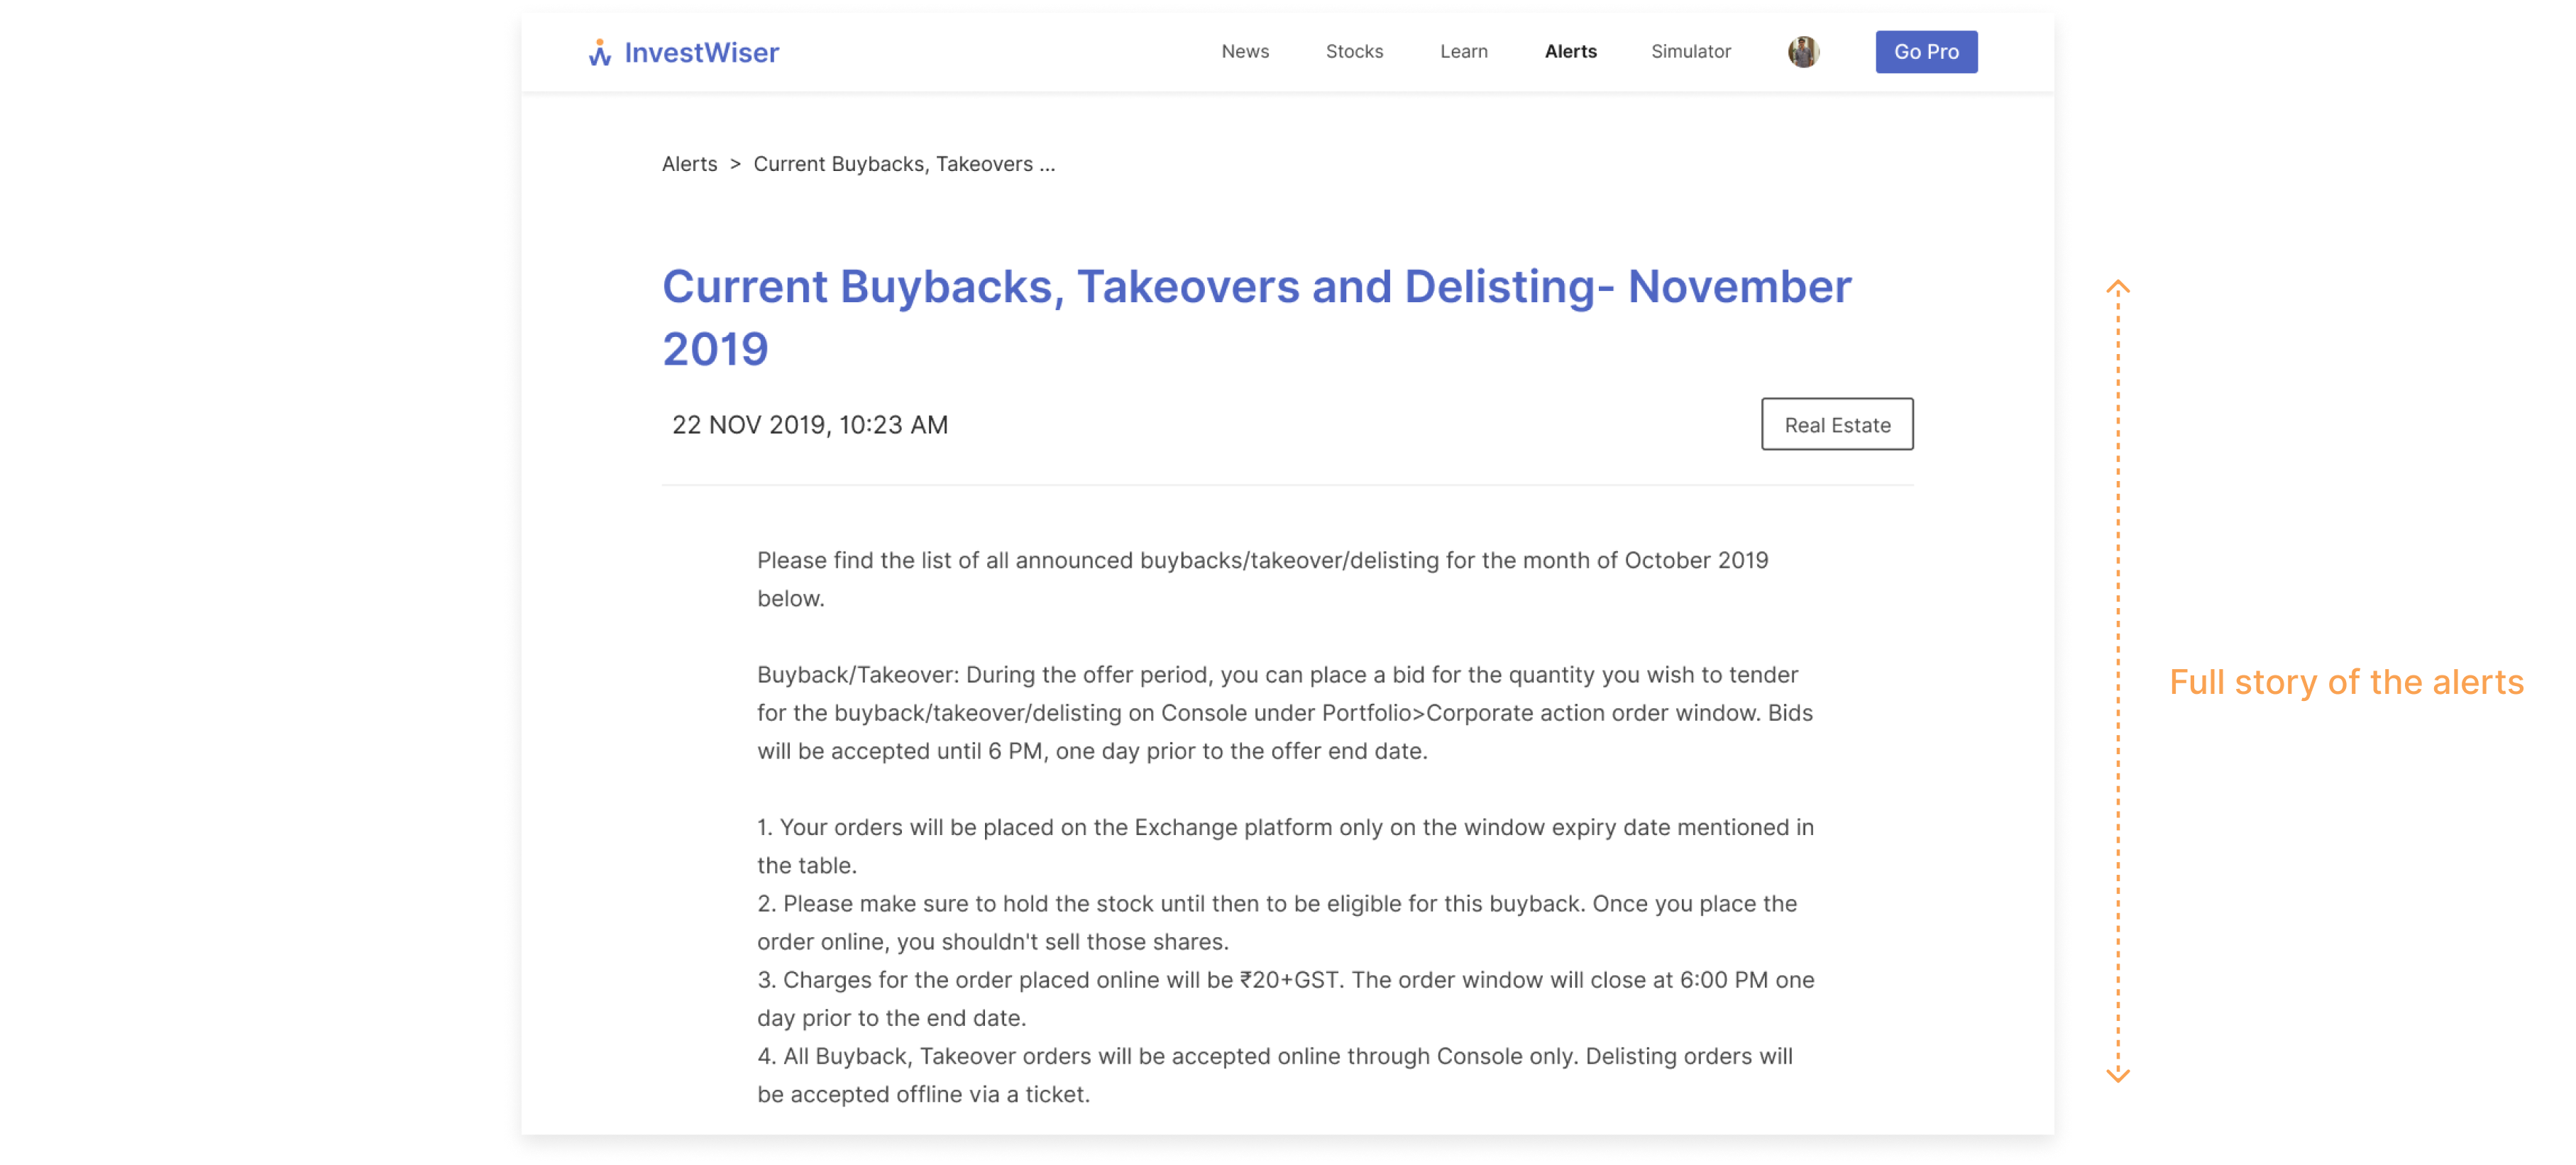 InvestWiser
News Stocks Learn Alerts Simulator Go Pro
Alerts > Current Buybacks, Takeovers ...
Current Buybacks, Takeovers and Delisting- November
2019
22 NOV 2019, 10:23 AM
Real Estate
Please find the list of all announced buybacks/takeover/delisting for the month of October 2019
below.
Buyback/Takeover: During the offer period, you can place a bid for the quantity you wish to tender
for the buyback/takeover/delisting on Console under Portfolio>Corporate action order window. Bids
will be accepted until 6 PM, one day prior to the offer end date.
1. Your orders will be placed on the Exchange platform only on the window expiry date mentioned in
the table.
2. Please make sure to hold the stock until then to be eligible for this buyback. Once you place the
order online, you shouldn't sell those shares.
3. Charges for the order placed online will be ₹20+GST. The order window will close at 6:00 PM one
day prior to the end date.
4. All Buyback, Takeover orders will be accepted online through Console only. Delisting orders will
be accepted offline via a ticket.
Full story of the alerts